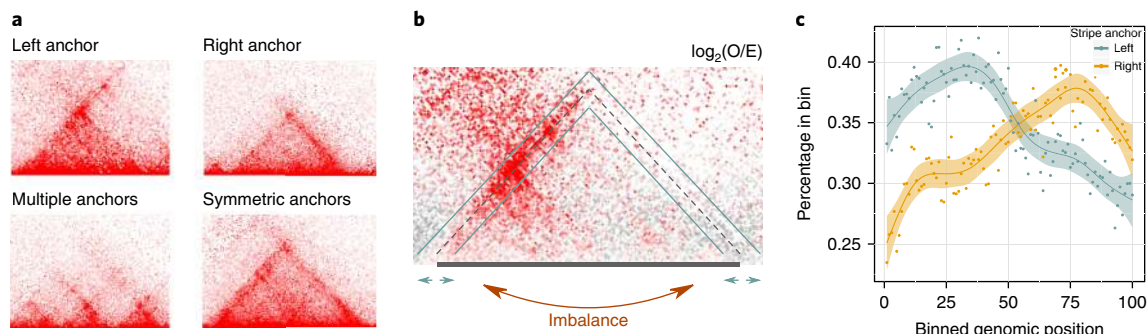 a
Left anchor
Right anchor
Multiple anchors
Symmetric anchors
b
log2(O/E)
Imbalance
c
Stripe anchor
Left
Right
0.40
0.35
0.30
0.25
Percentage in bin
0 25 50 75 100
Binned genomic position